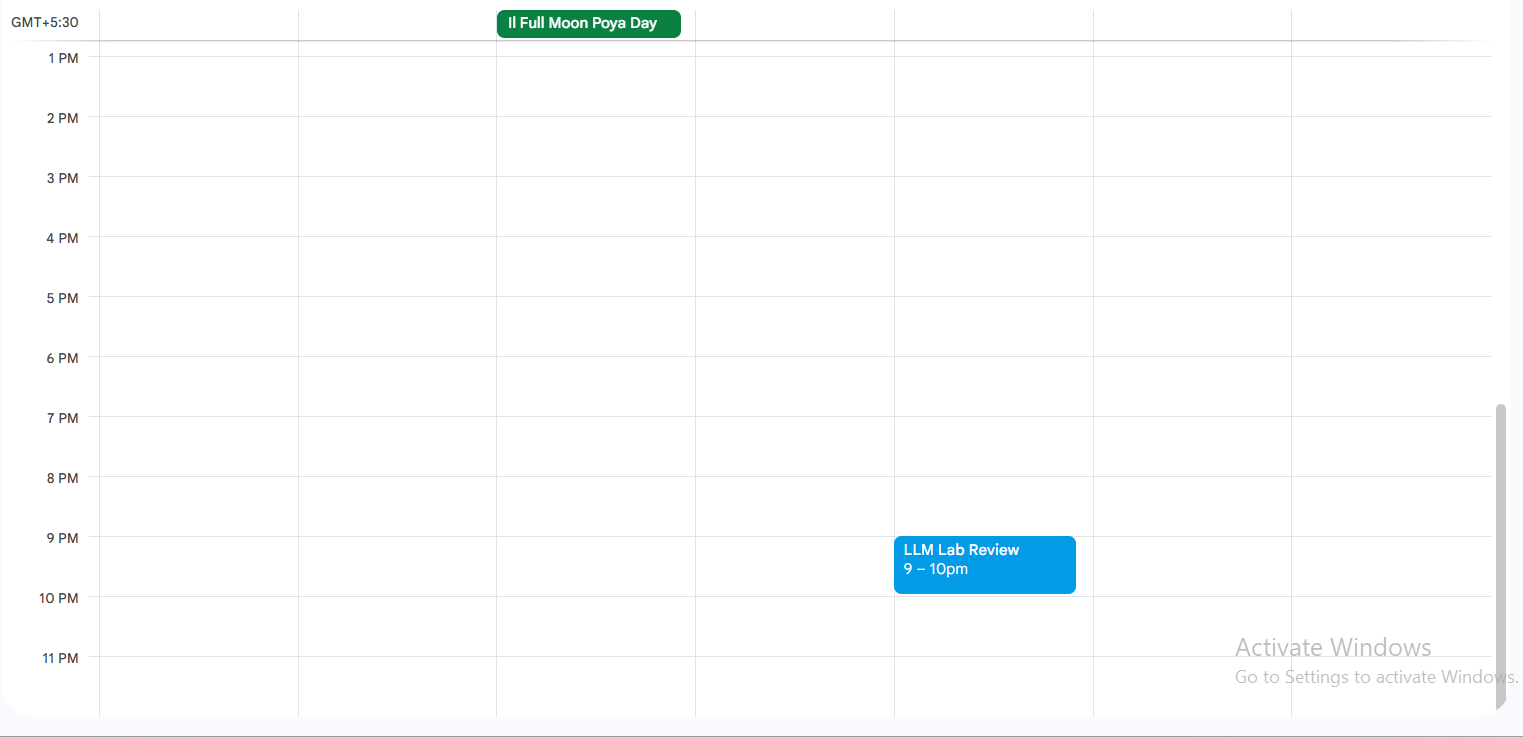 GMT+5:30
Il Full Moon Poya Day
1 PM
2 PM
3 PM
4 PM
5 PM
6 PM
7 PM
8 PM
9 PM
LLM Lab Review
9 – 10pm
10 PM
11 PM
Activate Windows
Go to Settings to activate Windows.